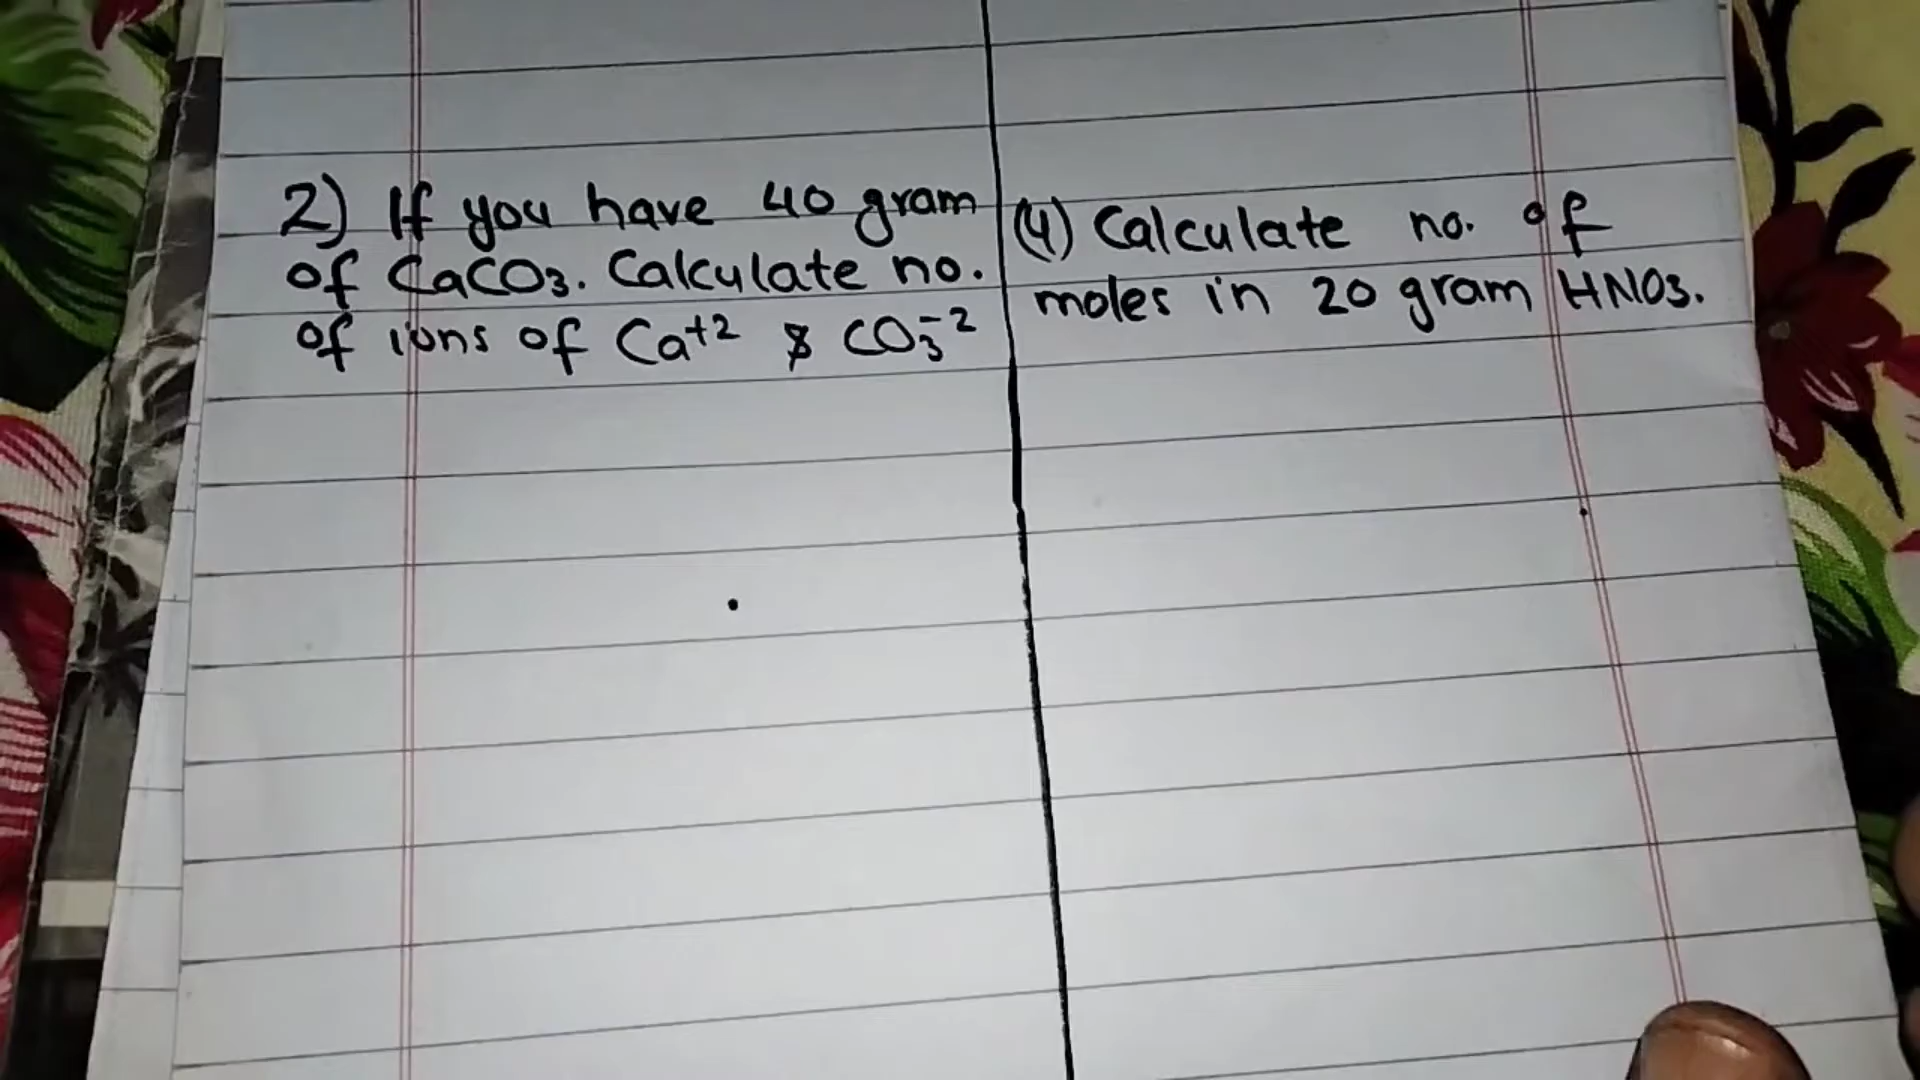 2) If you have 40 gram
of CaCO3. Calculate no.
of ions of Ca+2 & CO3-2
(4) Calculate no. of
moles in 20 gram HNO3.